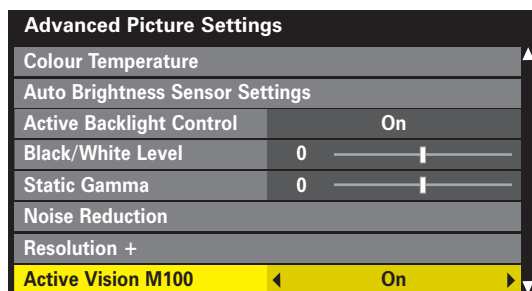 Advanced Picture Settings
Colour Temperature
Auto Brightness Sensor Settings
Active Backlight Control On
Black/White Level 0
Static Gamma 0
Noise Reduction
Resolution +
Active Vision M100 On